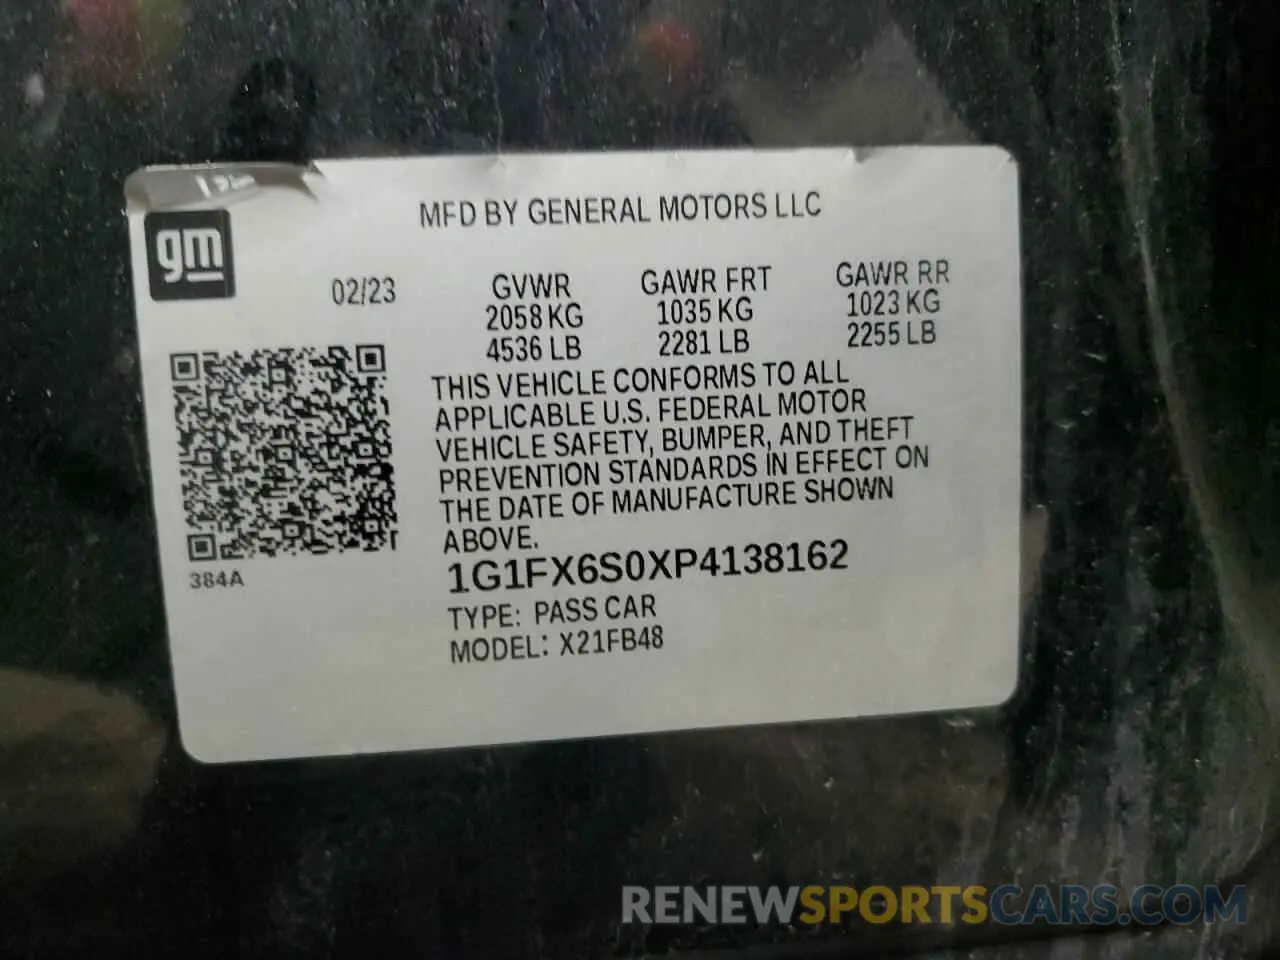 MFD BY GENERAL MOTORS LLC
gm
02/23
GVWR GAWR FRT GAWR RR
2058 KG 1035 KG 1023 KG
4536 LB 2281 LB 2255 LB
THIS VEHICLE CONFORMS TO ALL
APPLICABLE U.S. FEDERAL MOTOR
VEHICLE SAFETY, BUMPER, AND THEFT
PREVENTION STANDARDS IN EFFECT ON
THE DATE OF MANUFACTURE SHOWN
ABOVE.
384A
1G1FX6S0XP4138162
TYPE: PASS CAR
MODEL: X21FB48
RENEWSPORTSCARS.COM